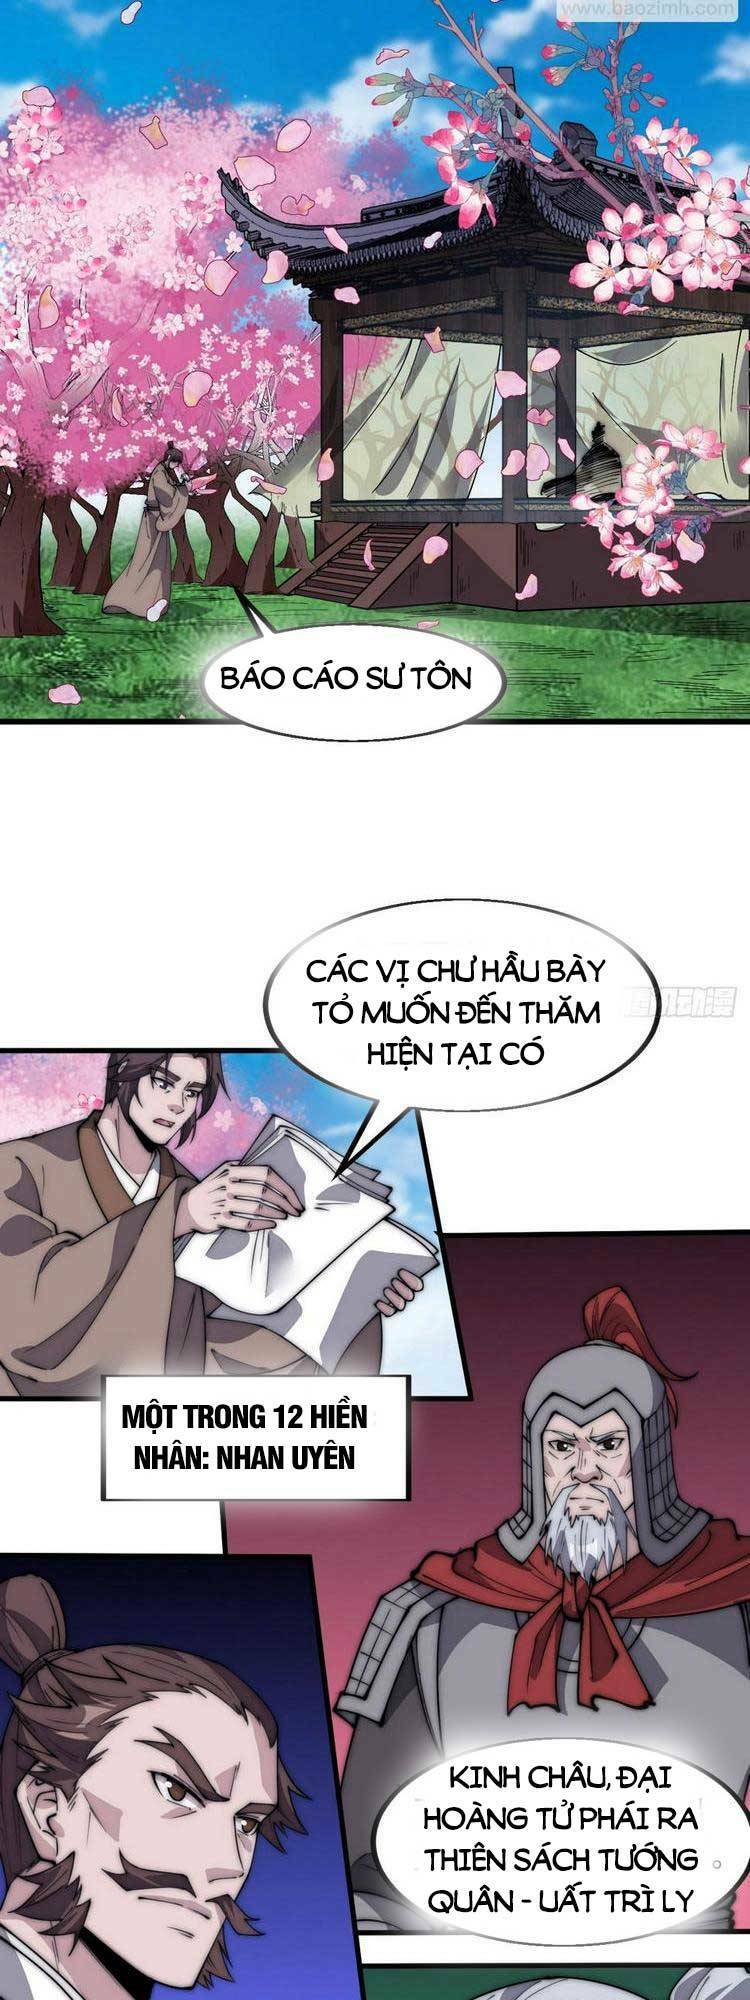 www.baozimh.com
BÁO CÁO SƯ TÔN
CÁC VỊ CHƯ HẦU BÀY
TỎ MUỐN ĐẾN THĂM
HIỆN TẠI CÓ
MỘT TRONG 12 HIỀN
NHÂN: NHAN UYÊN
KINH CHÂU, ĐẠI
HOÀNG TỬ PHÁI RA
THIÊN SÁCH TƯỚNG
QUÂN - UẤT TRÌ LY